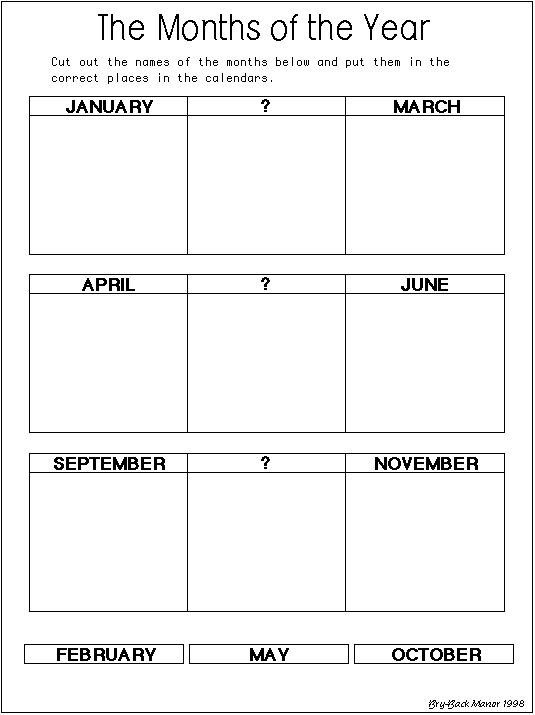 The Months of the Year
Cut out the names of the months below and put them in the
correct places in the calendars.
JANUARY ? MARCH
APRIL ? JUNE
SEPTEMBER ? NOVEMBER
FEBRUARY MAY OCTOBER
Bry-Back Manor 1998